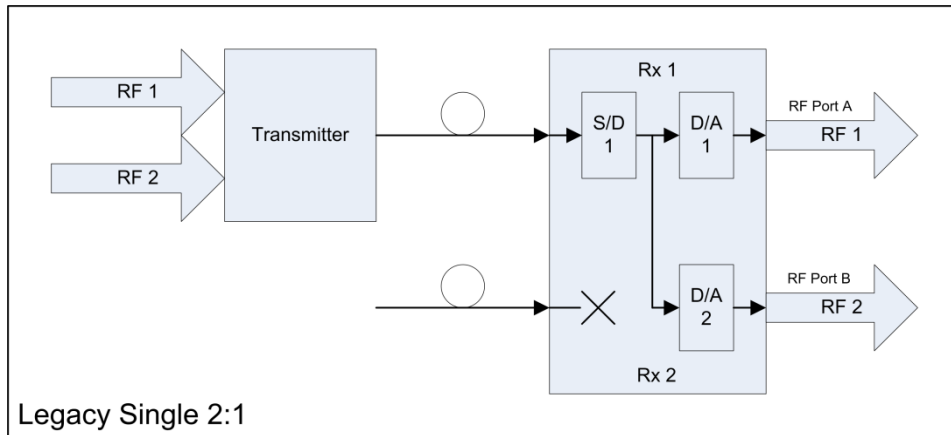 RF 1
RF 2
Transmitter
Rx 1
S/D
1
D/A
1
RF Port A
RF 1
D/A
2
RF Port B
RF 2
Rx 2
Legacy Single 2:1